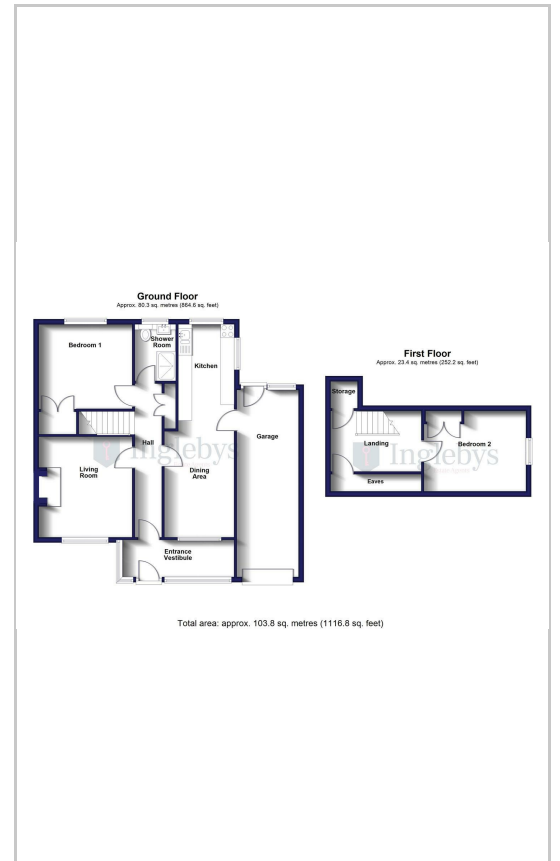 Ground Floor
Approx. 80.3 sq. metres (864.6 sq. feet)
Bedroom 1
Shower
Room
Kitchen
Hall
Garage
Living
Room
Dining
Area
Entrance
Vestibule
Inglebys
First Floor
Approx. 23.4 sq. metres (252.2 sq. feet)
Storage
Landing
Bedroom 2
Eaves
Inglebys
Total area: approx. 103.8 sq. metres (1116.8 sq. feet)